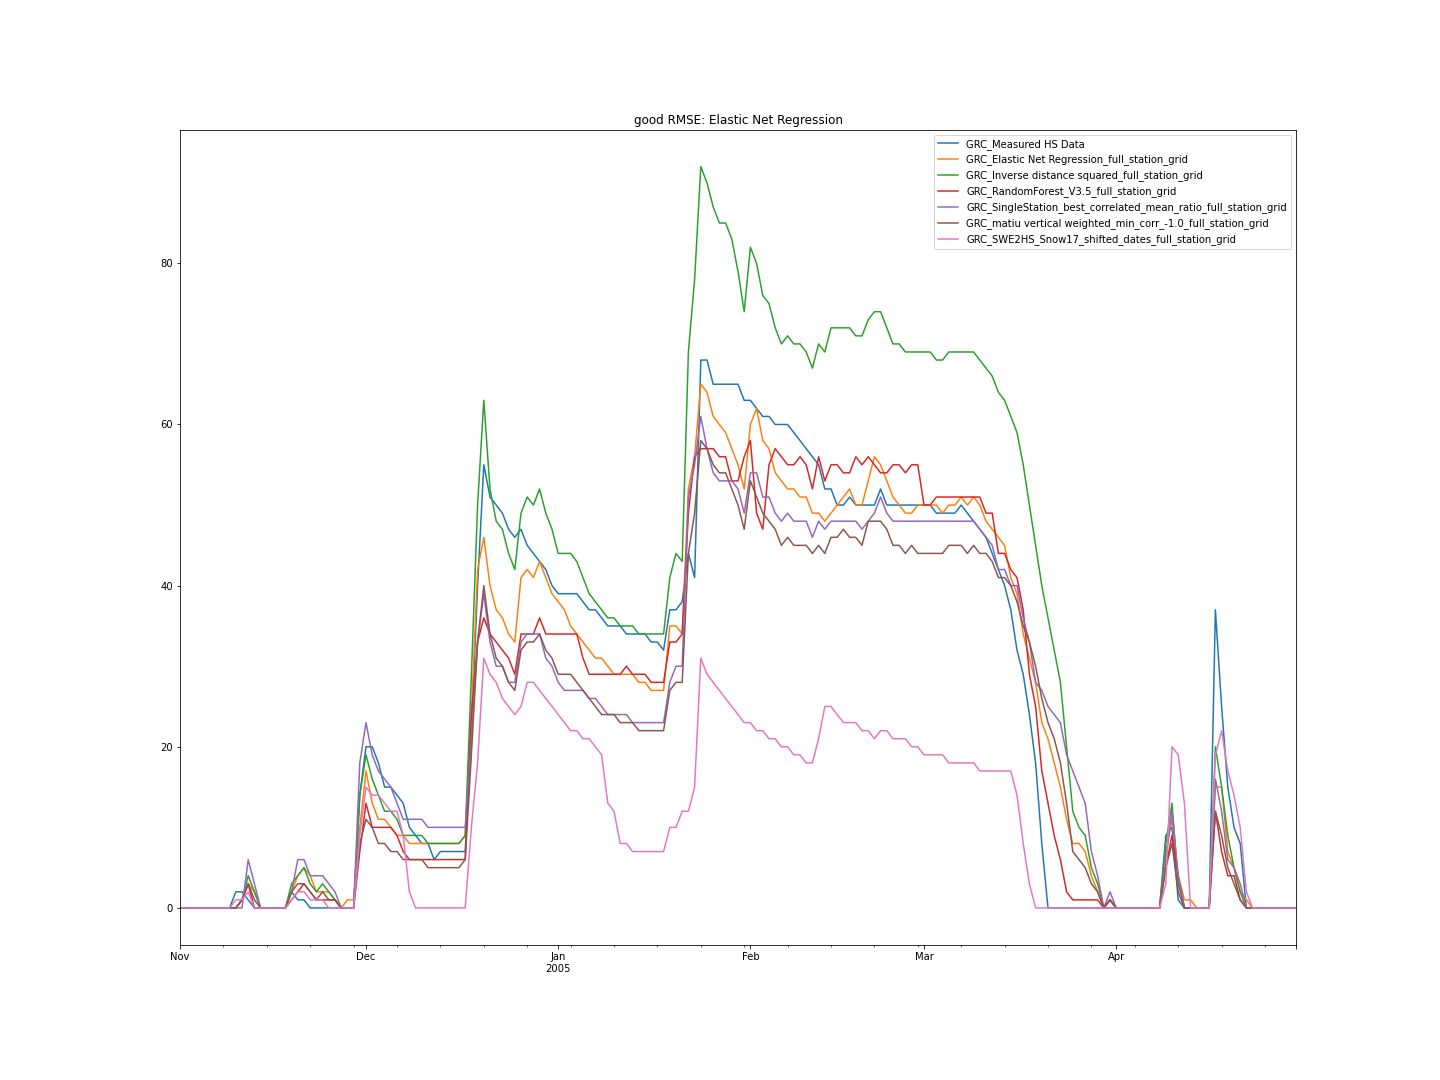 good RMSE: Elastic Net Regression
GRC_Measured HS Data
GRC_Elastic Net Regression_full_station_grid
GRC_Inverse distance squared_full_station_grid
GRC_RandomForest_V3.5_full_station_grid
GRC_SingleStation_best_correlated_mean_ratio_full_station_grid
GRC_matiu vertical weighted_min_corr_-1.0_full_station_grid
GRC_SWE2HS_Snow17_shifted_dates_full_station_grid
80
60
40
20
0
Nov Dec Jan Feb Mar Apr
2005